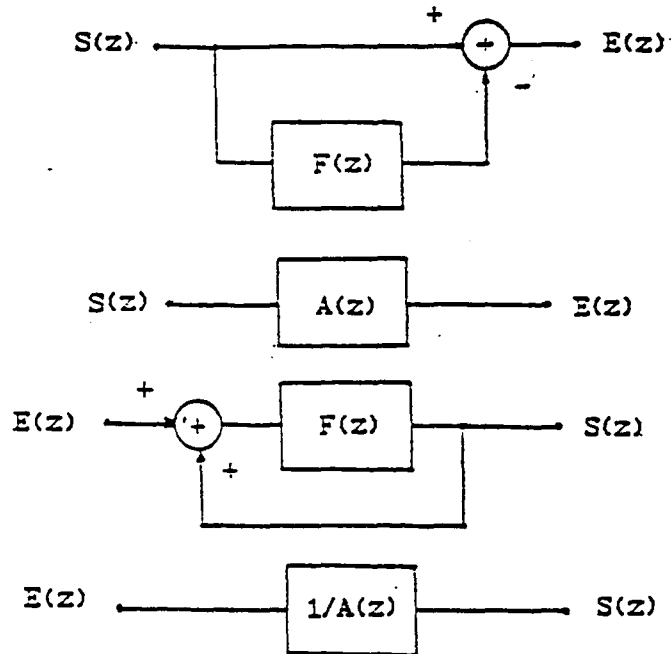 +
S(z) + E(z)
-
F(z)
S(z) A(z) E(z)
+
E(z) + F(z) S(z)
+
E(z) 1/A(z) S(z)